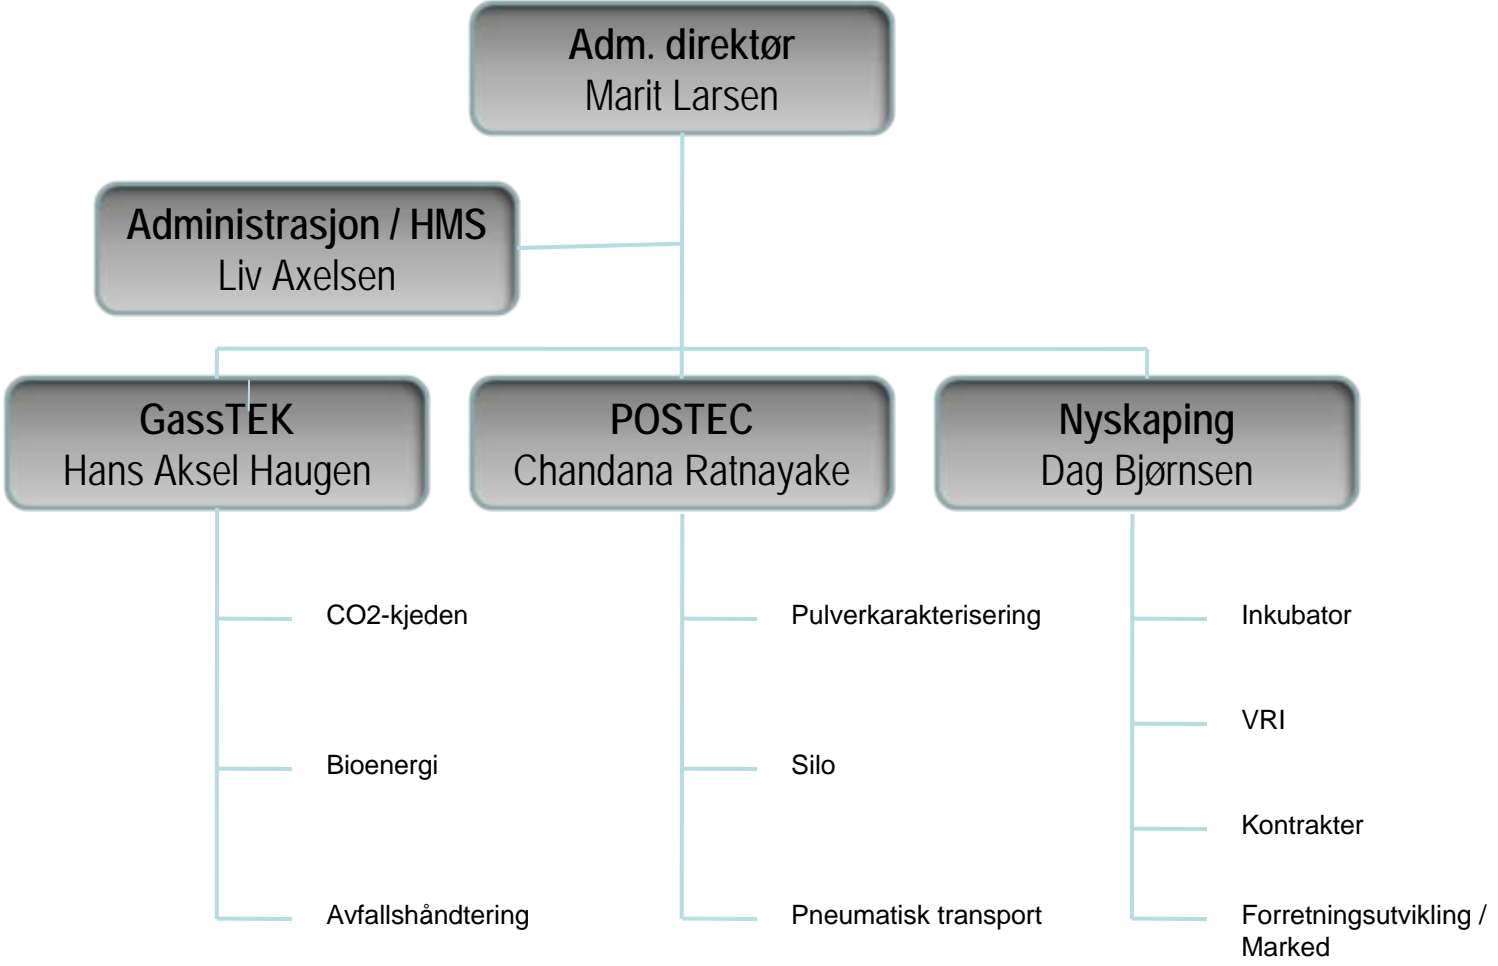 Adm. direktør
Marit Larsen
Administrasjon / HMS
Liv Axelsen
GassTEK
Hans Aksel Haugen
POSTEC
Chandana Ratnayake
Nyskaping
Dag Bjørnsen
CO2-kjeden
Bioenergi
Avfallshåndtering
Pulverkarakterisering
Silo
Pneumatisk transport
Inkubator
VRI
Kontrakter
Forretningsutvikling /
Marked